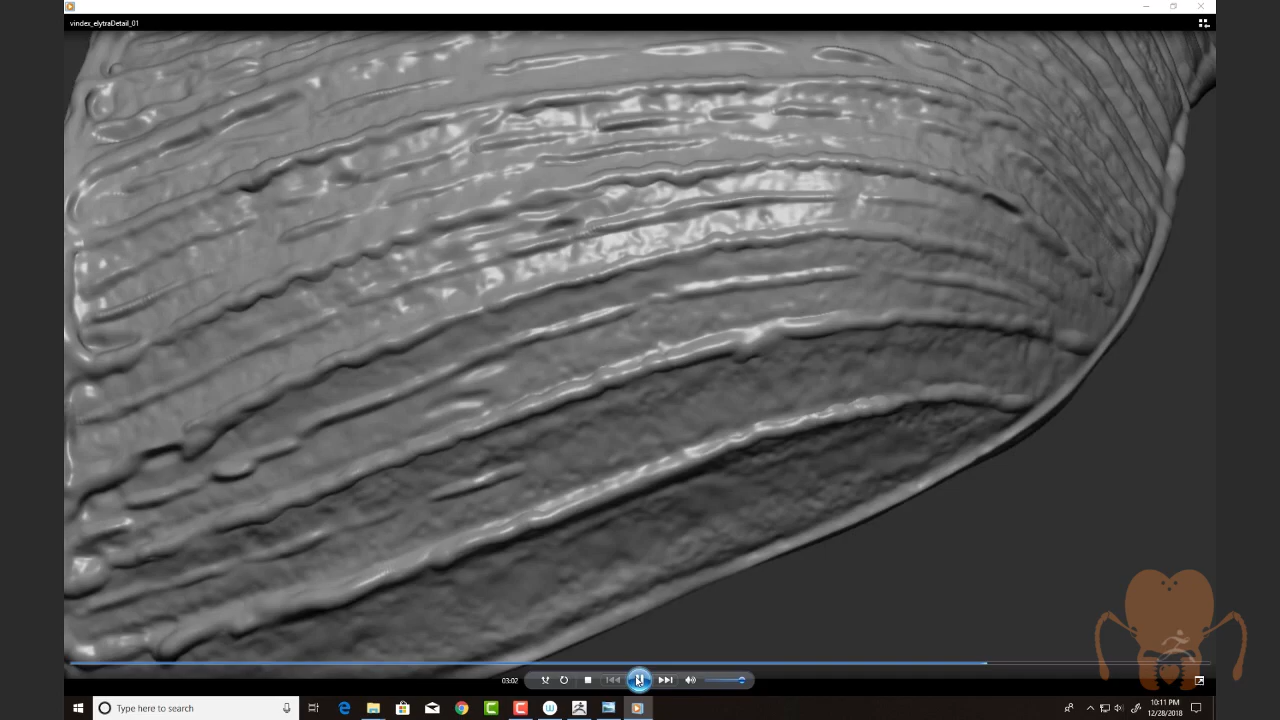 vindex_elytraDetail_01
03:02
Type here to search
10:11 PM
12/28/2018